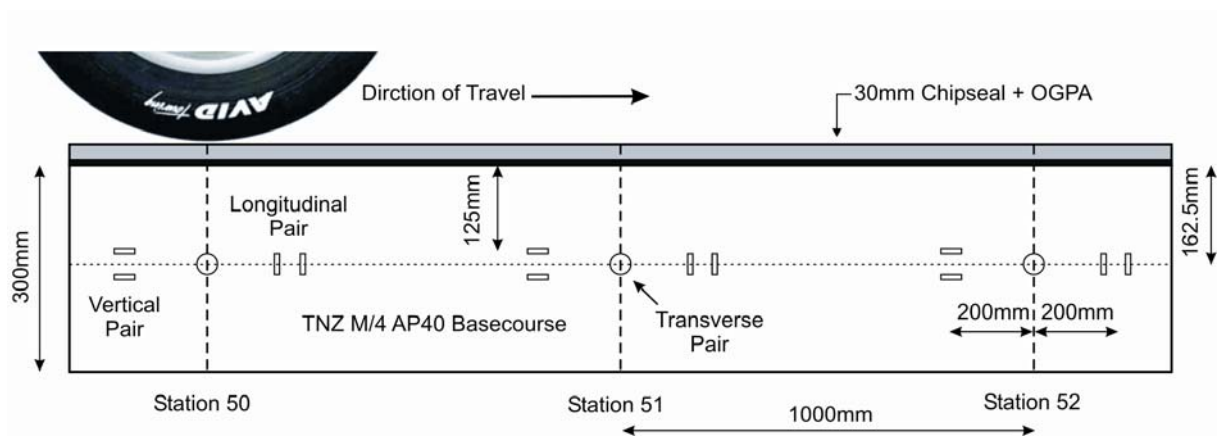 AVID Touring
Dirction of Travel
30mm Chipseal + OGPA
300mm
Longitudinal
Pair
125mm
162.5mm
Vertical
Pair
TNZ M/4 AP40 Basecourse
Transverse
Pair
200mm
200mm
Station 50
Station 51
Station 52
1000mm